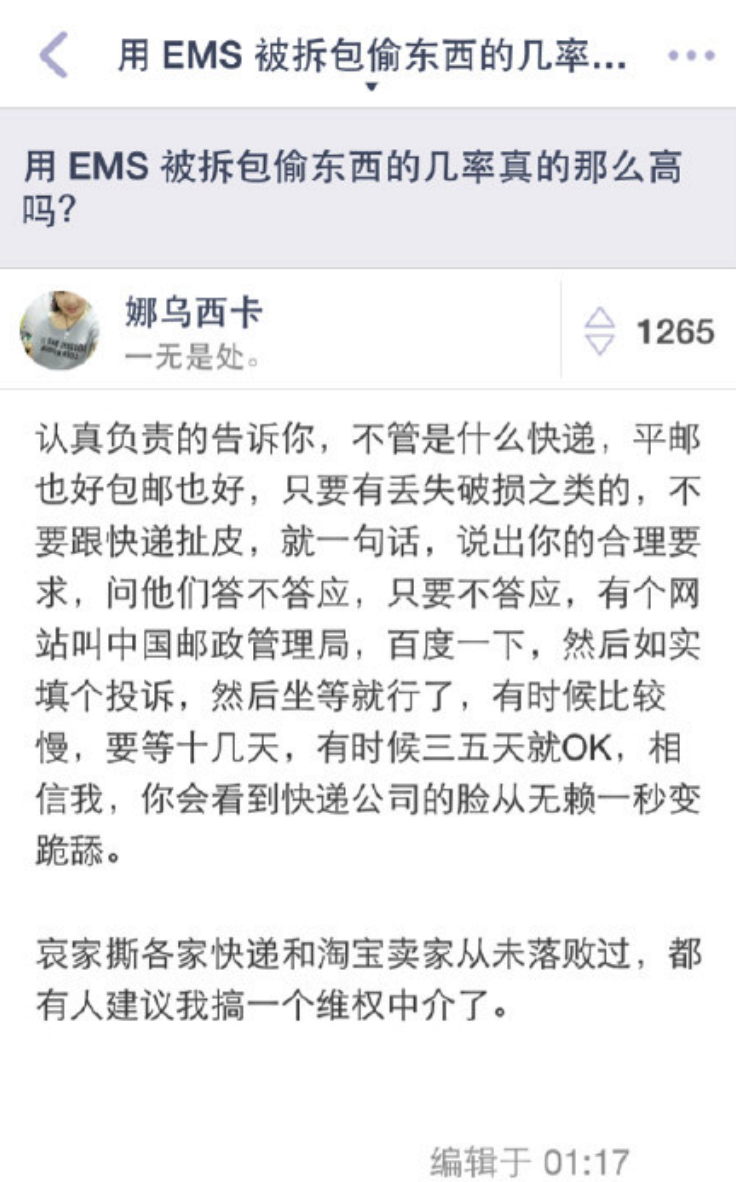 用 EMS 被拆包偷东西的几率...
用 EMS 被拆包偷东西的几率真的那么高
吗?
娜乌西卡
一无是处。
1265
认真负责的告诉你，不管是什么快递，平邮
也好包邮也好，只要有丢失破损之类的，不
要跟快递扯皮，就一句话，说出你的合理要
求，问他们答不答应，只要不答应，有个网
站叫中国邮政管理局，百度一下，然后如实
填个投诉，然后坐等就行了，有时候比较
慢，要等十几天，有时候三五天就OK，相
信我，你会看到快递公司的脸从无赖一秒变
跪舔。
哀家撕各家快递和淘宝卖家从未落败过，都
有人建议我搞一个维权中介了。
编辑于 01:17